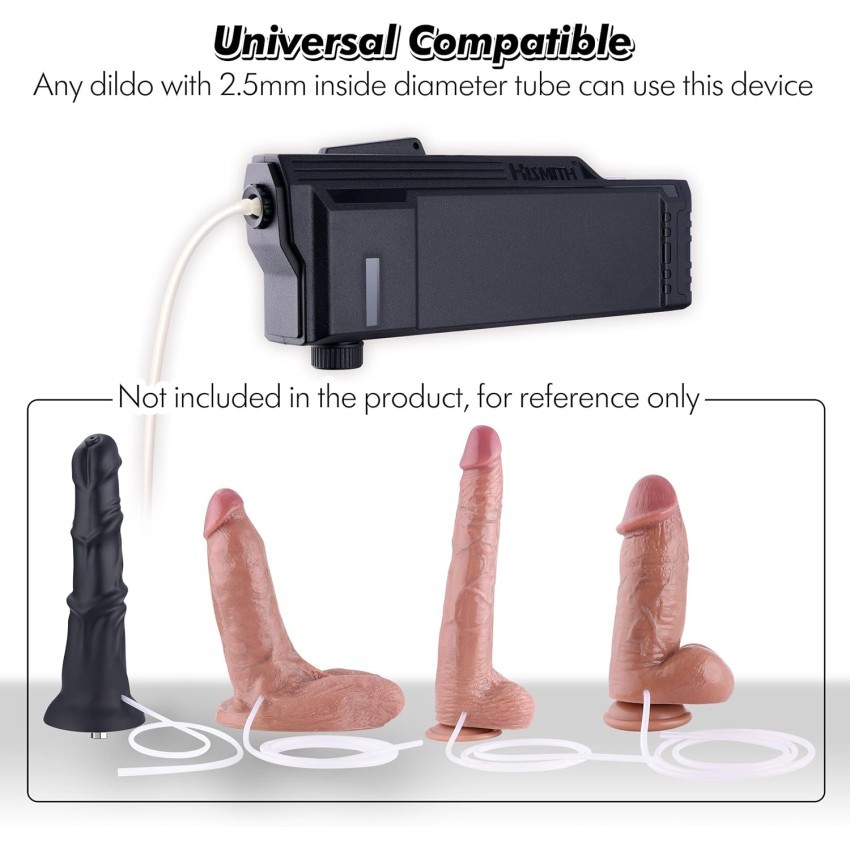 Universal Compatible
Any dildo with 2.5mm inside diameter tube can use this device
HiSMITH
Not included in the product, for reference only